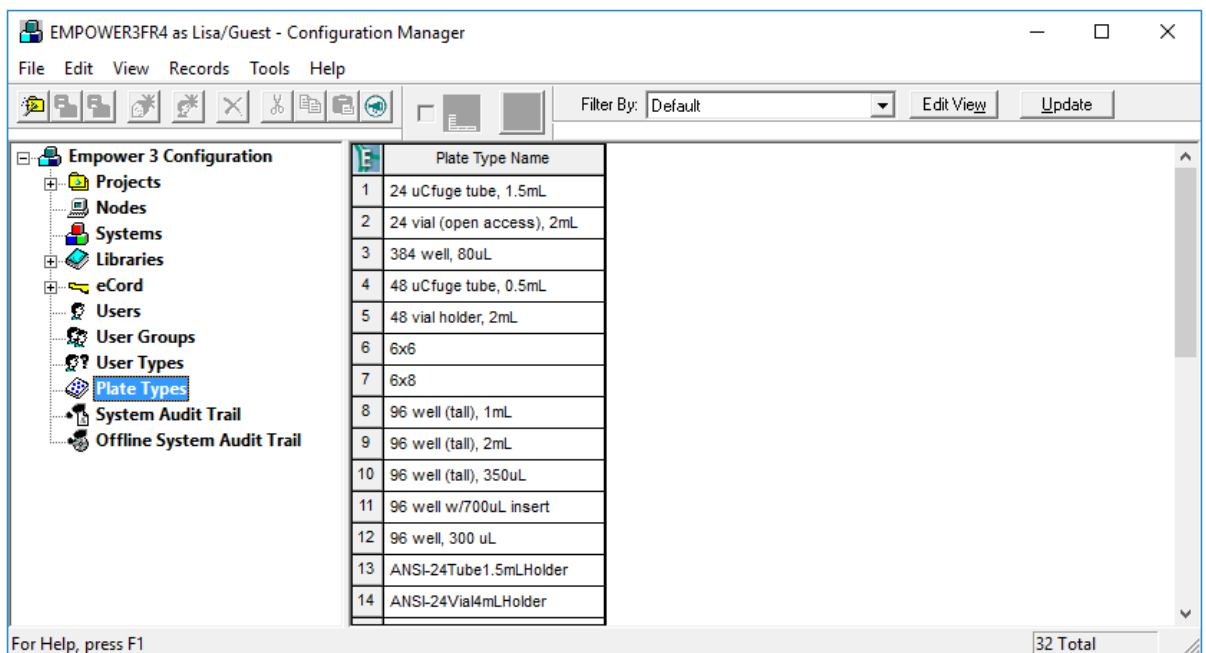 EMPOWER3FR4 as Lisa/Guest - Configuration Manager
File Edit View Records Tools Help
Filter By: Default Edit View Update
Empower 3 Configuration
Projects
Nodes
Systems
Libraries
eCord
Users
User Groups
User Types
Plate Types
System Audit Trail
Offline System Audit Trail
Plate Type Name
1 24 uCfuge tube, 1.5mL
2 24 vial (open access), 2mL
3 384 well, 80uL
4 48 uCfuge tube, 0.5mL
5 48 vial holder, 2mL
6 6x6
7 6x8
8 96 well (tall), 1mL
9 96 well (tall), 2mL
10 96 well (tall), 350uL
11 96 well w/700uL insert
12 96 well, 300 uL
13 ANSI-24Tube1.5mLHolder
14 ANSI-24Vial4mLHolder
For Help, press F1
32 Total